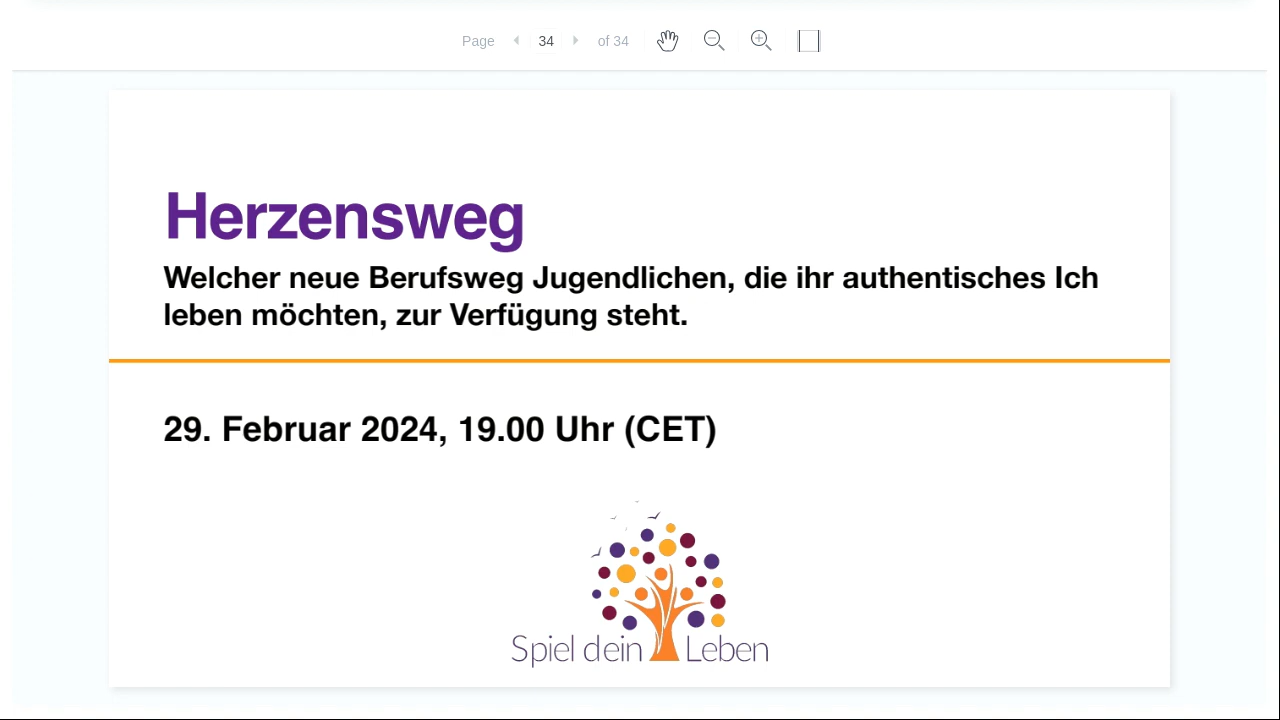 Page 34 of 34
Herzensweg
Welcher neue Berufsweg Jugendlichen, die ihr authentisches Ich
leben möchten, zur Verfügung steht.
29. Februar 2024, 19.00 Uhr (CET)
Spiel dein Leben